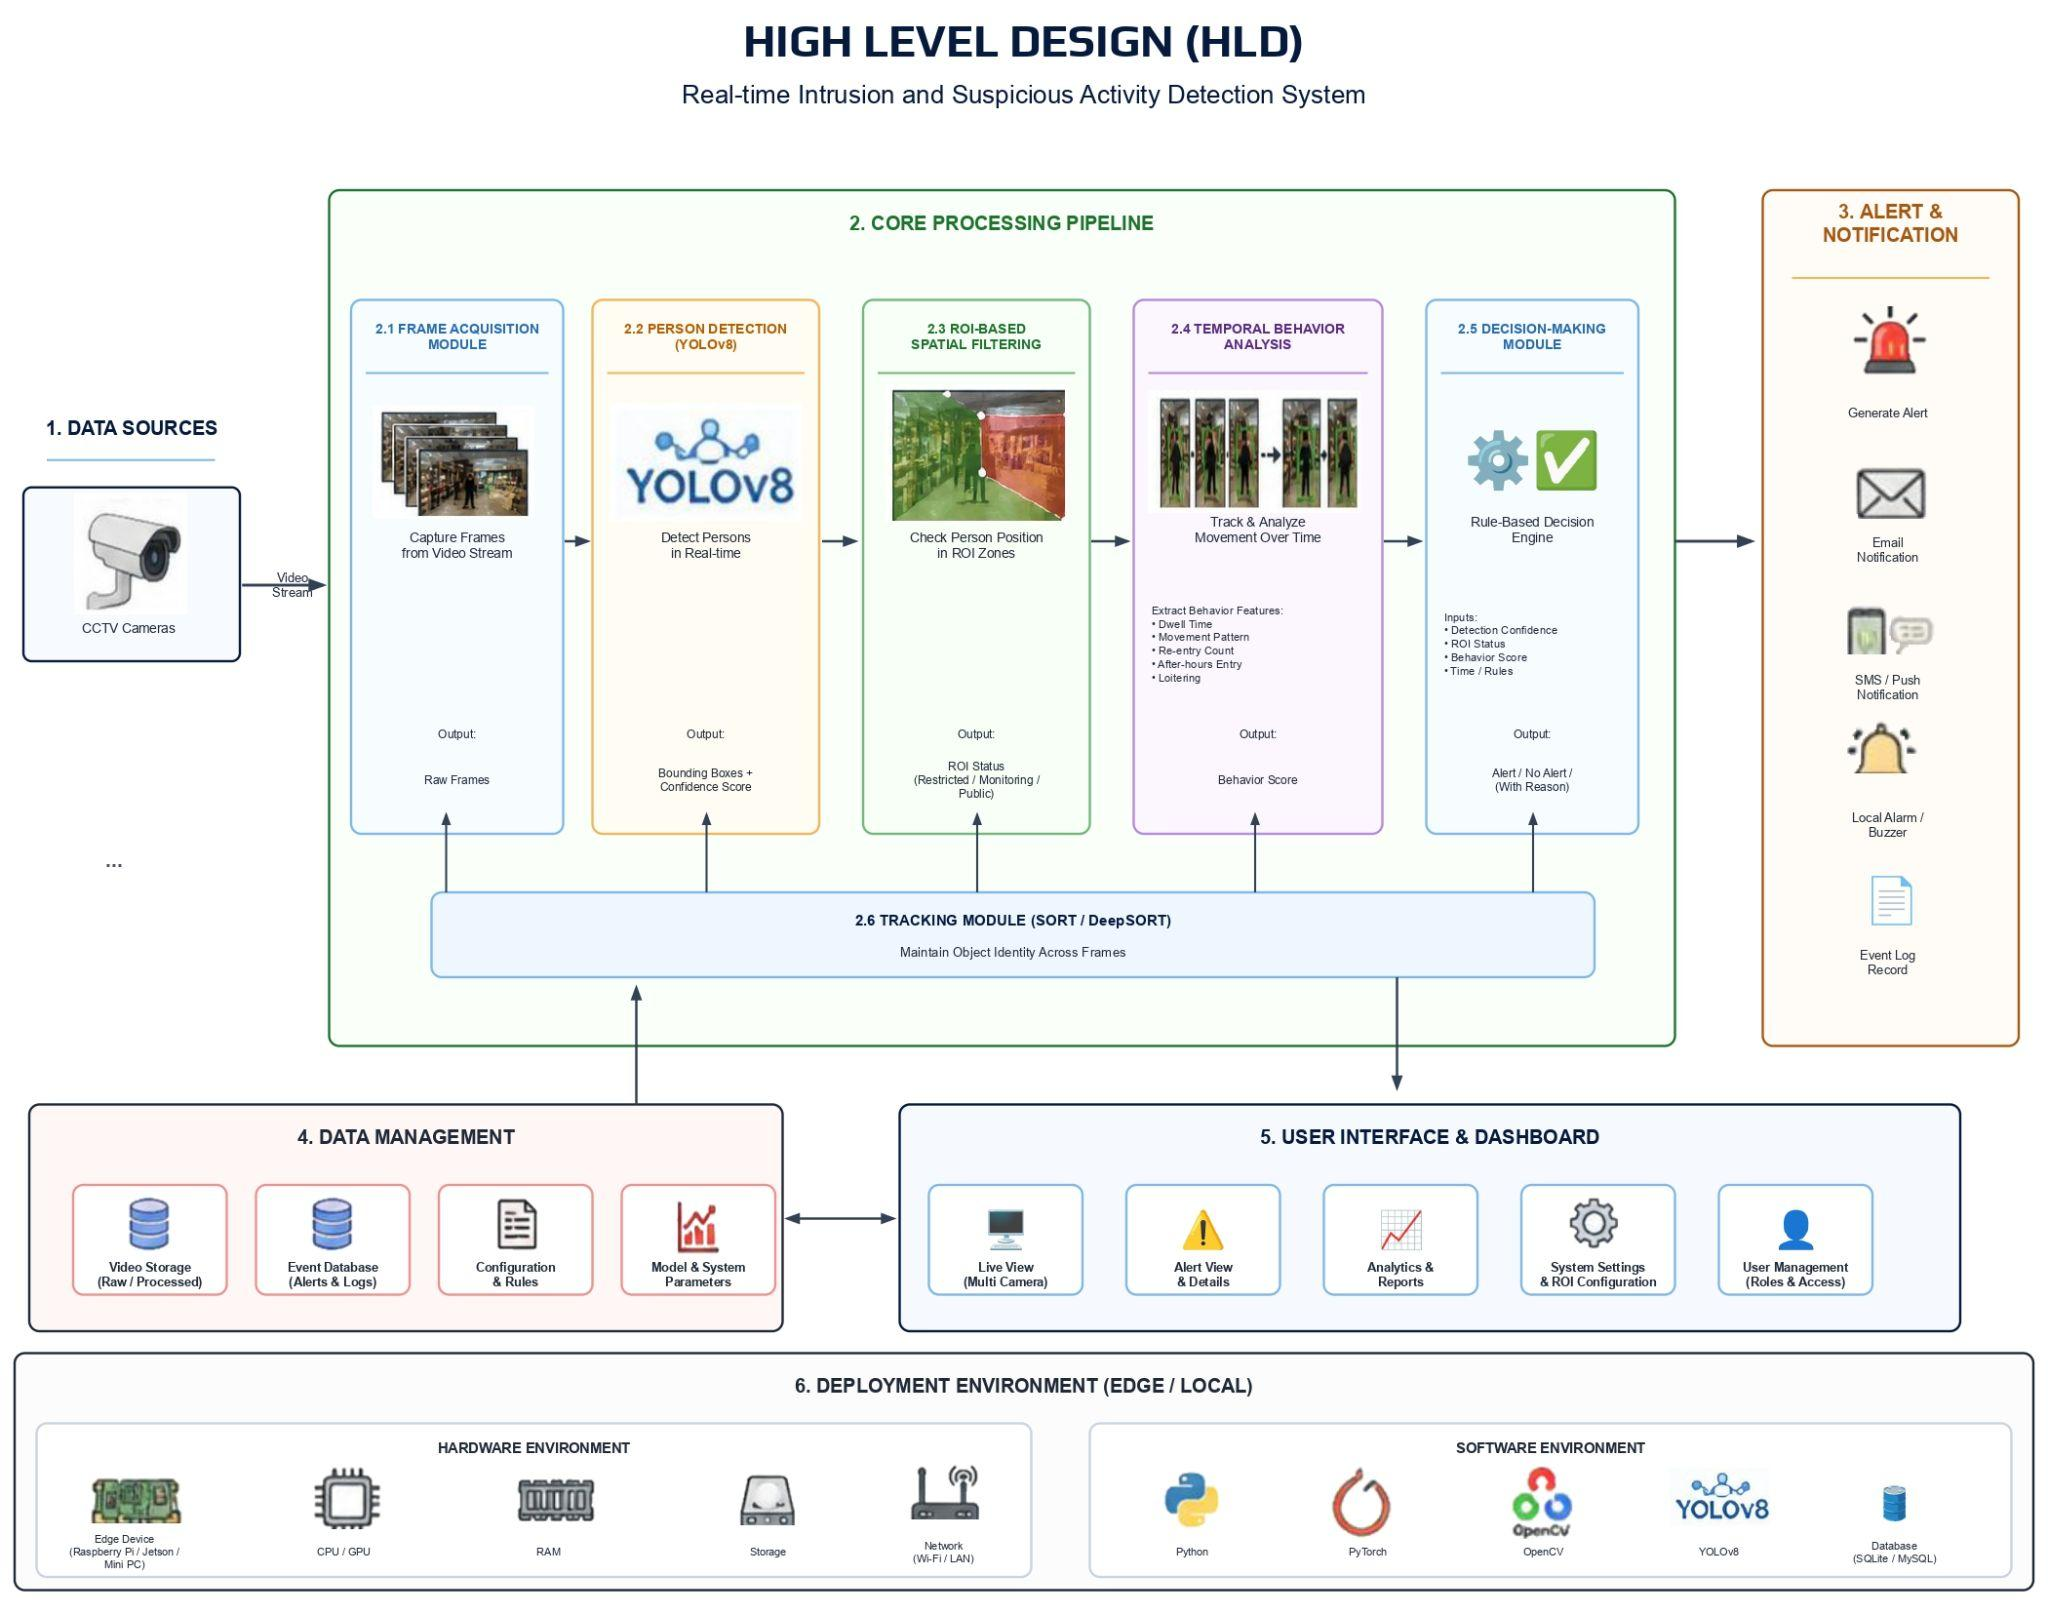 HIGH LEVEL DESIGN (HLD)
Real-time Intrusion and Suspicious Activity Detection System
1. DATA SOURCES
CCTV Cameras
Video
Stream
...
2. CORE PROCESSING PIPELINE
2.1 FRAME ACQUISITION
MODULE
Capture Frames
from Video Stream
Output:
Raw Frames
2.2 PERSON DETECTION
(YOLOv8)
YOLOv8
Detect Persons
in Real-time
Output:
Bounding Boxes +
Confidence Score
2.3 ROI-BASED
SPATIAL FILTERING
Check Person Position
in ROI Zones
Output:
ROI Status
(Restricted / Monitoring /
Public)
2.4 TEMPORAL BEHAVIOR
ANALYSIS
Track & Analyze
Movement Over Time
Extract Behavior Features:
• Dwell Time
• Movement Pattern
• Re-entry Count
• After-hours Entry
• Loitering
Output:
Behavior Score
2.5 DECISION-MAKING
MODULE
Rule-Based Decision
Engine
Inputs:
• Detection Confidence
• ROI Status
• Behavior Score
• Time / Rules
Output:
Alert / No Alert /
(With Reason)
2.6 TRACKING MODULE (SORT / DeepSORT)
Maintain Object Identity Across Frames
3. ALERT &
NOTIFICATION
Generate Alert
Email
Notification
SMS / Push
Notification
Local Alarm /
Buzzer
Event Log
Record
4. DATA MANAGEMENT
Video Storage
(Raw / Processed)
Event Database
(Alerts & Logs)
Configuration
& Rules
Model & System
Parameters
5. USER INTERFACE & DASHBOARD
Live View
(Multi Camera)
Alert View
& Details
Analytics &
Reports
System Settings
& ROI Configuration
User Management
(Roles & Access)
6. DEPLOYMENT ENVIRONMENT (EDGE / LOCAL)
HARDWARE ENVIRONMENT
Edge Device
(Raspberry Pi / Jetson /
Mini PC)
CPU / GPU
RAM
Storage
Network
(Wi-Fi / LAN)
SOFTWARE ENVIRONMENT
Python
PyTorch
OpenCV
OpenCV
YOLOv8
YOLOv8
Database
(SQLite / MySQL)